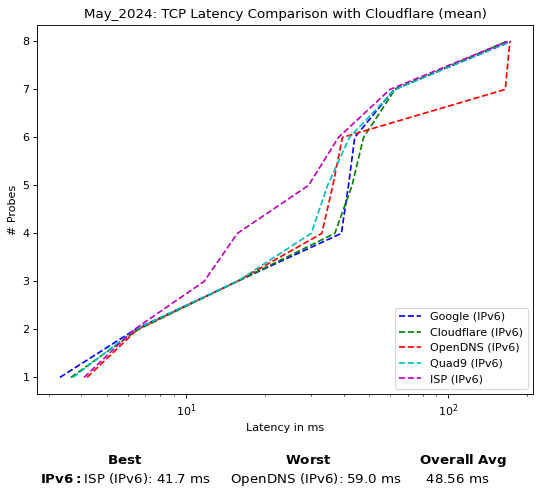 May_2024: TCP Latency Comparison with Cloudflare (mean)
8
7
6
5
4
3
2
1
# Probes
Google (IPv6)
Cloudflare (IPv6)
OpenDNS (IPv6)
Quad9 (IPv6)
ISP (IPv6)
10¹ 10²
Latency in ms
Best Worst Overall Avg
IPv6: ISP (IPv6): 41.7 ms OpenDNS (IPv6): 59.0 ms 48.56 ms